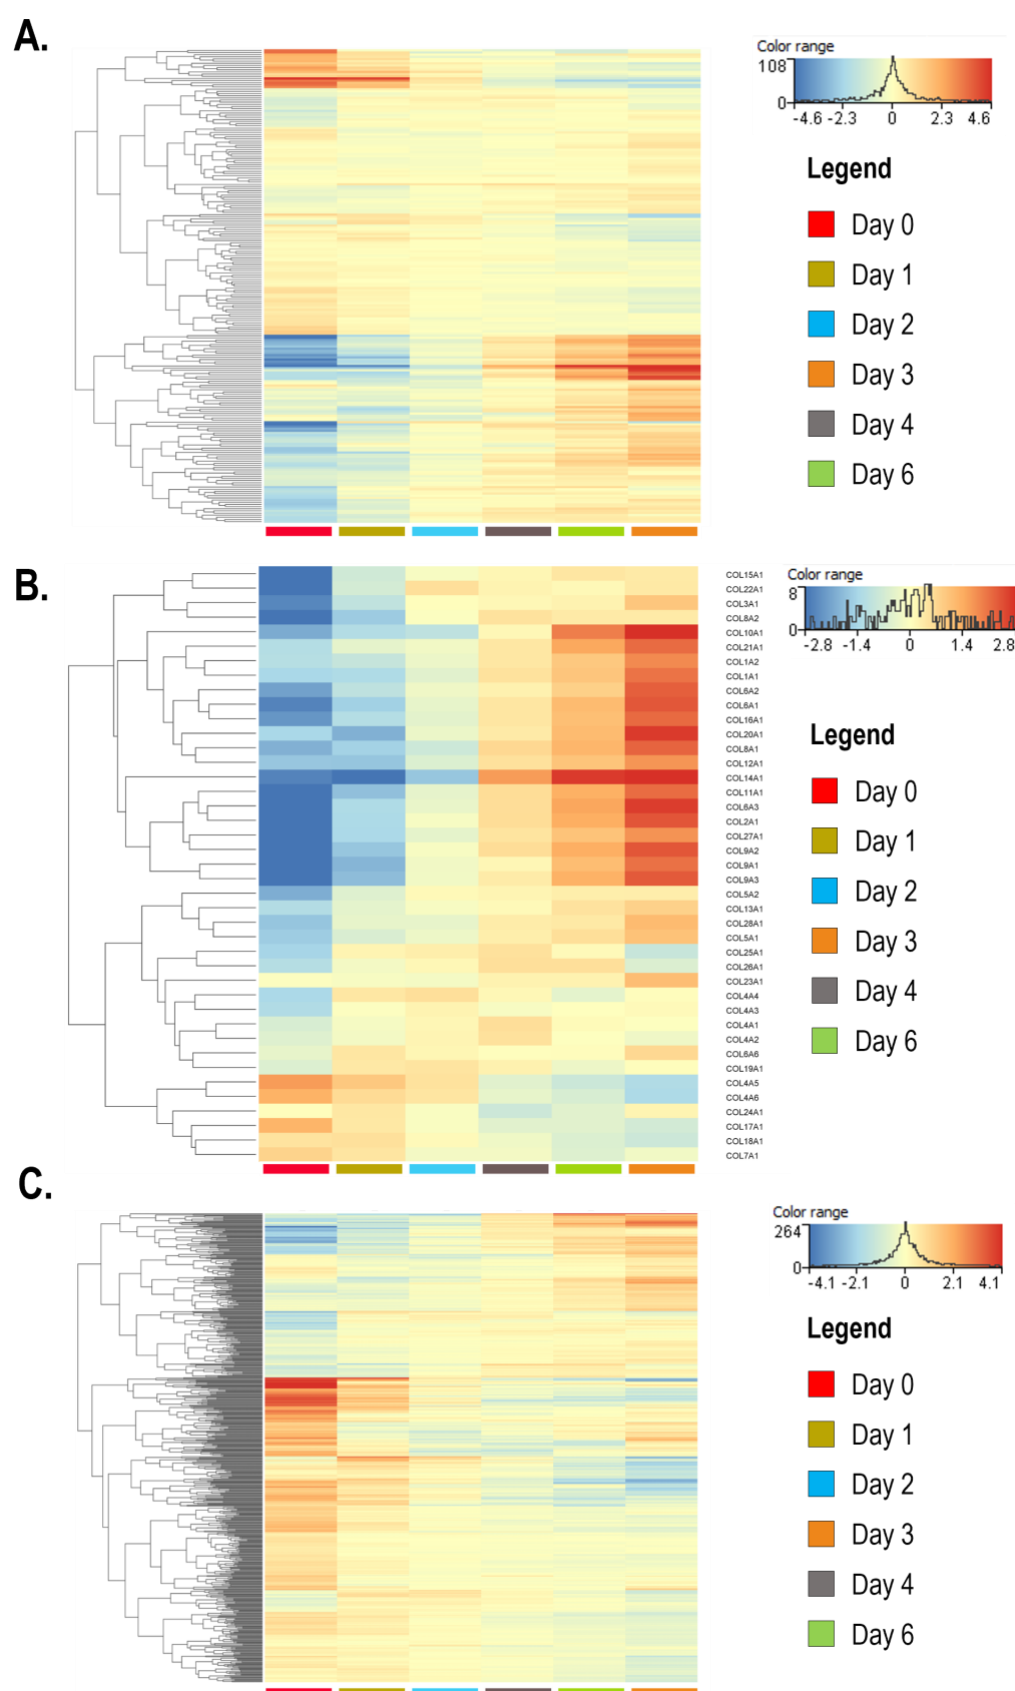 A.
Color range
108
0
-4.6 -2.3 0 2.3 4.6
Legend
Day 0
Day 1
Day 2
Day 3
Day 4
Day 6
B.
COL15A1
COL22A1
COL3A1
COL8A2
COL10A1
COL21A1
COL1A2
COL1A1
COL6A2
COL6A1
COL16A1
COL20A1
COL8A1
COL12A1
COL14A1
COL11A1
COL6A3
COL2A1
COL27A1
COL9A2
COL9A1
COL9A3
COL5A2
COL13A1
COL28A1
COL5A1
COL25A1
COL26A1
COL23A1
COL4A4
COL4A3
COL4A1
COL4A2
COL6A6
COL19A1
COL4A5
COL4A6
COL24A1
COL17A1
COL18A1
COL7A1
Color range
8
0
-2.8 -1.4 0 1.4 2.8
Legend
Day 0
Day 1
Day 2
Day 3
Day 4
Day 6
C.
Color range
264
0
-4.1 -2.1 0 2.1 4.1
Legend
Day 0
Day 1
Day 2
Day 3
Day 4
Day 6